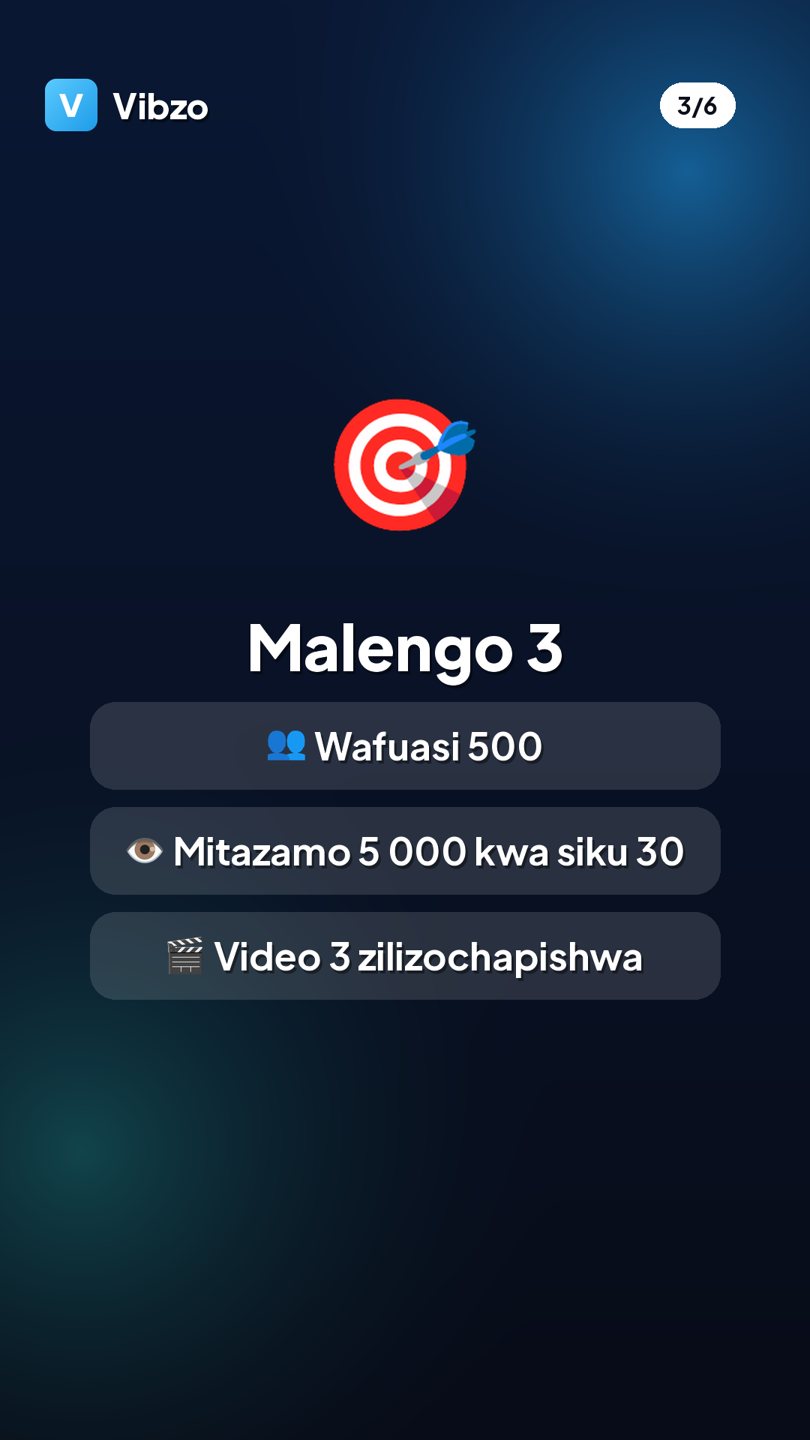 V Vibzo
3/6
Malengo 3
👥 Wafuasi 500
👁️ Mitazamo 5 000 kwa siku 30
🎬 Video 3 zilizochapishwa